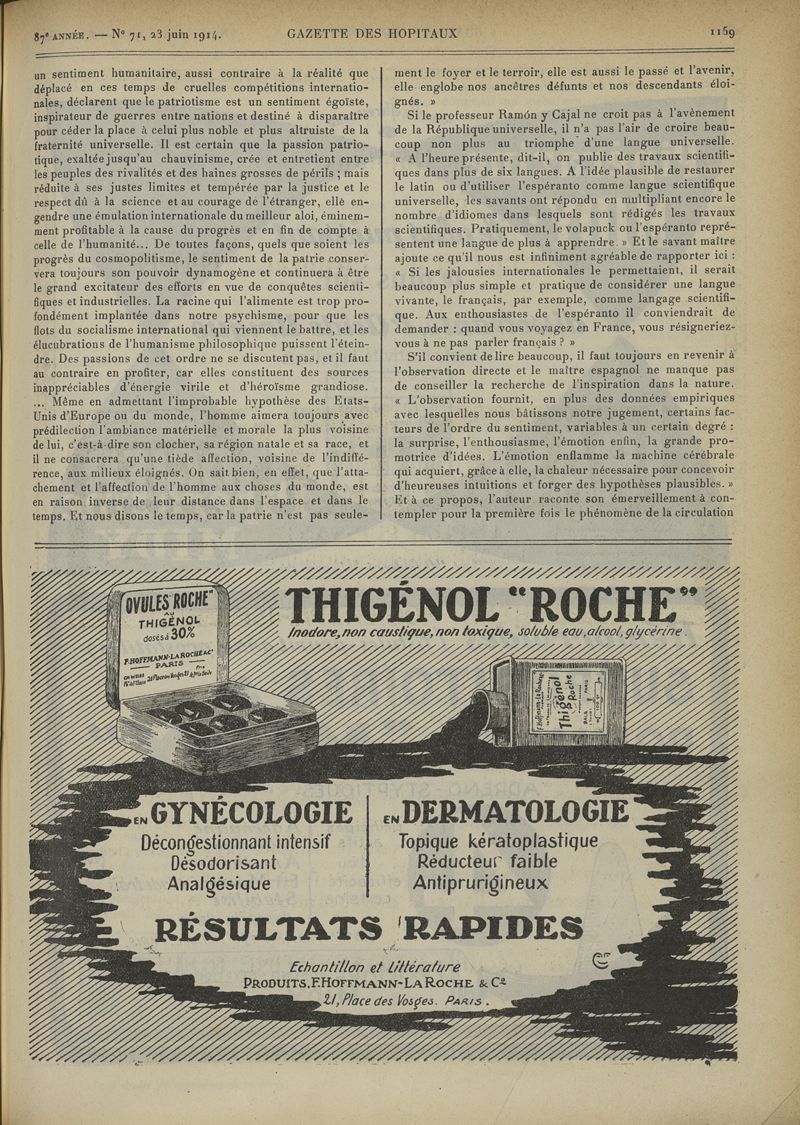 87e ANNÉE. — No 71, 23 juin 1914.
GAZETTE DES HOPITAUX
1159
un sentiment humanitaire, aussi contraire à la réalité que
déplacé en ces temps de cruelles compétitions internatio-
nales, déclarent que le patriotisme est un sentiment égoïste,
inspirateur de guerres entre nations et destiné à disparaître
pour céder la place à celui plus noble et plus altruiste de la
fraternité universelle. Il est certain que la passion patrio-
tique, exaltée jusqu'au chauvinisme, crée et entretient entre
les peuples des rivalités et des haines grosses de périls ; mais
réduite à ses justes limites et tempérée par la justice et le
respect dû à la science et au courage de l'étranger, elle en-
gendre une émulation internationale du meilleur aloi, éminem-
ment profitable à la cause du progrès et en fin de compte à
celle de l'humanité... De toutes façons, quels que soient les
progrès du cosmopolitisme, le sentiment de la patrie conser-
vera toujours son pouvoir dynamogène et continuera à être
le grand excitateur des efforts en vue de conquêtes scienti-
fiques et industrielles. La racine qui l'alimente est trop pro-
fondément implantée dans notre psychisme, pour que les
flots du socialisme international qui viennent le battre, et les
élucubrations de l'humanisme philosophique puissent l'étein-
dre. Des passions de cet ordre ne se discutent pas, et il faut
au contraire en profiter, car elles constituent des sources
inappréciables d'énergie virile et d'héroïsme grandiose.
... Même en admettant l'improbable hypothèse des Etats-
Unis d'Europe ou du monde, l'homme aimera toujours avec
prédilection l'ambiance matérielle et morale la plus voisine
de lui, c'est-à-dire son clocher, sa région natale et sa race, et
il ne consacrera qu'une tiède affection, voisine de l'indiffé-
rence, aux milieux éloignés. On sait bien, en effet, que l'atta-
chement et l'affection de l'homme aux choses du monde, est
en raison inverse de leur distance dans l'espace et dans le
temps. Et nous disons le temps, car la patrie n'est pas seule-
ment le foyer et le terroir, elle est aussi le passé et l'avenir,
elle englobe nos ancêtres défunts et nos descendants éloi-
gnés. »
Si le professeur Ramón y Cajal ne croit pas à l'avènement
de la République universelle, il n'a pas l'air de croire beau-
coup non plus au triomphe d'une langue universelle.
« A l'heure présente, dit-il, on publie des travaux scientifi-
ques dans plus de six langues. A l'idée plausible de restaurer
le latin ou d'utiliser l'espéranto comme langue scientifique
universelle, les savants ont répondu en multipliant encore le
nombre d'idiomes dans lesquels sont rédigés les travaux
scientifiques. Pratiquement, le volapuck ou l'espéranto repré-
sentent une langue de plus à apprendre. » Et le savant maître
ajoute ce qu'il nous est infiniment agréable de rapporter ici :
« Si les jalousies internationales le permettaient, il serait
beaucoup plus simple et pratique de considérer une langue
vivante, le français, par exemple, comme langage scientifi-
que. Aux enthousiastes de l'espéranto il conviendrait de
demander : quand vous voyagez en France, vous résigneriez-
vous à ne pas parler français ? »
S'il convient de lire beaucoup, il faut toujours en revenir à
l'observation directe et le maître espagnol ne manque pas
de conseiller la recherche de l'inspiration dans la nature.
« L'observation fournit, en plus des données empiriques
avec lesquelles nous bâtissons notre jugement, certains fac-
teurs de l'ordre du sentiment, variables à un certain degré :
la surprise, l'enthousiasme, l'émotion enfin, la grande pro-
motrice d'idées. L'émotion enflamme la machine cérébrale
qui acquiert, grâce à elle, la chaleur nécessaire pour concevoir
d'heureuses intuitions et forger des hypothèses plausibles. »
Et à ce propos, l'auteur raconte son émerveillement à con-
templer pour la première fois le phénomène de la circulation
OVULES "ROCHE"
AU
THIGÉNOL
dosés à 30%
F. HOFFMANN-LA ROCHE & Cº
PARIS
THIGÉNOL "ROCHE"
Inodore, non caustique, non toxique, soluble eau, alcool, glycérine.
Thigénol
Roche
EN GYNÉCOLOGIE
Décongestionnant intensif
Désodorisant
Analgésique
EN DERMATOLOGIE
Topique kératoplastique
Réducteur faible
Antiprurigineux
RÉSULTATS RAPIDES
Echantillon et Littérature
PRODUITS. F. HOFFMANN-LA ROCHE & Cº
21, Place des Vosges. PARIS.